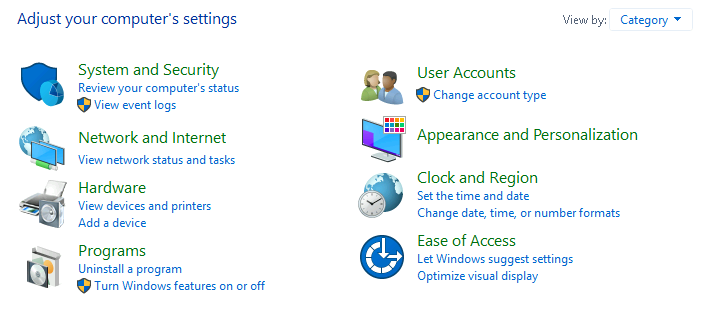 Adjust your computer's settings
View by: Category
System and Security
Review your computer's status
View event logs
Network and Internet
View network status and tasks
Hardware
View devices and printers
Add a device
Programs
Uninstall a program
Turn Windows features on or off
User Accounts
Change account type
Appearance and Personalization
Clock and Region
Set the time and date
Change date, time, or number formats
Ease of Access
Let Windows suggest settings
Optimize visual display